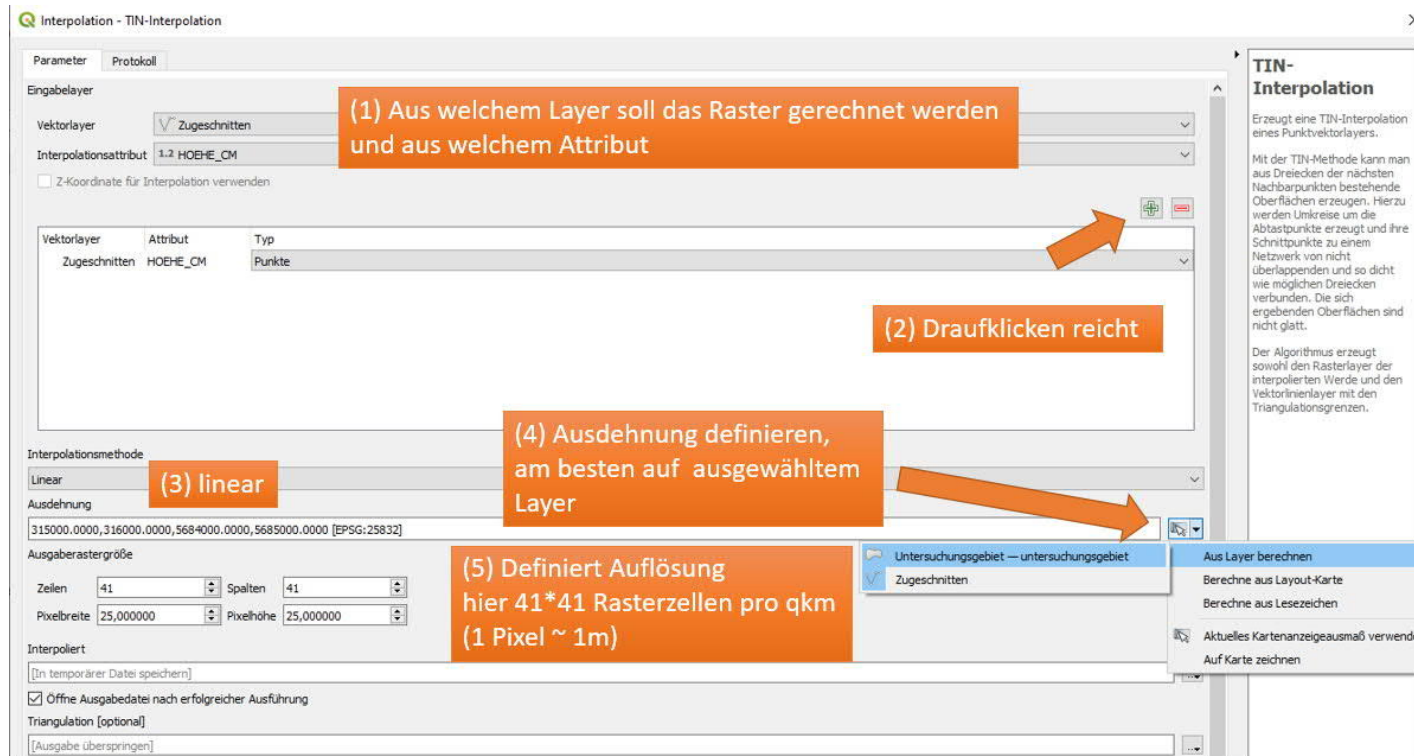 Interpolation - TIN-Interpolation
Parameter
Protokoll
Eingabelayer
Vektorlayer
Zugeschnitten
Interpolationsattribut
1.2 HOEHE_CM
Z-Koordinate für Interpolation verwenden
(1) Aus welchem Layer soll das Raster gerechnet werden
und aus welchem Attribut
Vektorlayer Attribut Typ
Zugeschnitten HOEHE_CM Punkte
(2) Draufklicken reicht
Interpolationsmethode
Linear
(3) linear
(4) Ausdehnung definieren,
am besten auf ausgewähltem
Layer
Ausdehnung
315000.0000,316000.0000,5684000.0000,5685000.0000 [EPSG:25832]
Ausgaberastergröße
Zeilen 41 Spalten 41
Pixelbreite 25,000000 Pixelhöhe 25,000000
(5) Definiert Auflösung
hier 41*41 Rasterzellen pro qkm
(1 Pixel ~ 1m)
Untersuchungsgebiet — untersuchungsgebiet
Zugeschnitten
Aus Layer berechnen
Berechne aus Layout-Karte
Berechne aus Lesezeichen
Aktuelles Kartenanzeigeausmaß verwende
Auf Karte zeichnen
Interpoliert
[In temporärer Datei speichern]
Öffne Ausgabedatei nach erfolgreicher Ausführung
Triangulation [optional]
[Ausgabe überspringen]
TIN-
Interpolation
Erzeugt eine TIN-Interpolation
eines Punktvektorlayers.
Mit der TIN-Methode kann man
aus Dreiecken der nächsten
Nachbarpunkten bestehende
Oberflächen erzeugen. Hierzu
werden Umkreise um die
Abtastpunkte erzeugt und ihre
Schnittpunkte zu einem
Netzwerk von nicht
überlappenden und so dicht
wie möglichen Dreiecken
verbunden. Die sich
ergebenden Oberflächen sind
nicht glatt.
Der Algorithmus erzeugt
sowohl den Rasterlayer der
interpolierten Werde und den
Vektorlinienlayer mit den
Triangulationsgrenzen.